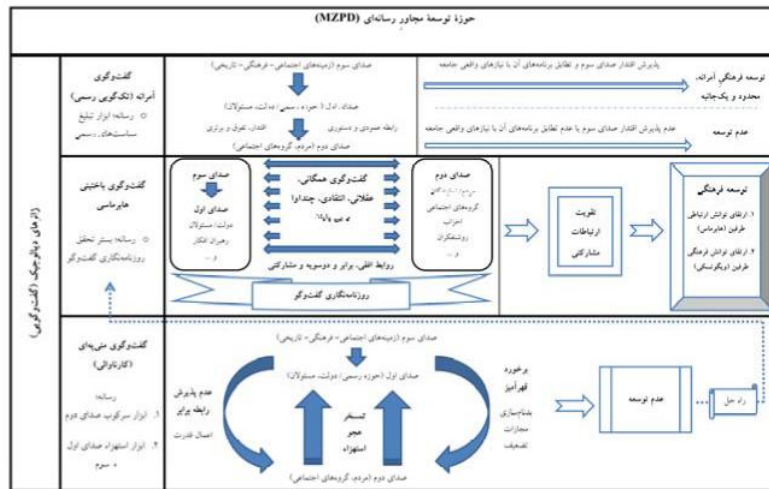 حوزهٔ توسعهٔ مجاورِ رسانه‌ای (MZPD)
ژانرهای دیالوجیک (گفت‌وگویی)
گفت‌وگوی
آمرانه (تک‌گویی رسمی)
رسانه: ابزار تبلیغ
سیاست‌های رسمی
صدای سوم (زمینه‌های اجتماعی- فرهنگی- تاریخی)
صدای اول (حوزه رسمی: دولت، مسئولان
رابطه عمودی و دستوری
اقتدار، تفوق و برتری
صدای دوم (مردم، گروه‌های اجتماعی)
پذیرش اقتدار صدای سوم و تطابق برنامه‌های آن با نیازهای واقعی جامعه
عدم پذیرش اقتدار صدای سوم یا عدم تطابق برنامه‌های آن با نیازهای واقعی جامعه
توسعه فرهنگیِ آمرانه،
محدود و یک‌جانبه
عدم توسعه
گفت‌وگوی باختینی
هابرماسی
رسانه: بستر تحقق
روزنامه‌نگاری گفت‌وگو
صدای سوم
صدای اول
دولت/ مسئولان
رهبران افکار
و ...
گفت‌وگوی همگانی،
عقلانی، انتقادی، چندآوا
صدای دوم
گروه‌های اجتماعی
احزاب
روشنفکران
و ...
روابط افقی، برابر و دوسویه و مشارکتی
روزنامه‌نگاری گفت‌وگو
تقویت
ارتباطات
مشارکتی
توسعه فرهنگی
۱. ارتقای توانش ارتباطی
طرفین (هابرماس)
۲. ارتقای توانش فرهنگی
طرفین (ویگوتسکی)
گفت‌وگوی منی‌په‌ای
(کارناوالی)
رسانه:
۱. ابزار سرکوب صدای دوم
۲. ابزار استهزاء صدای اول
و سوم
صدای سوم (زمینه‌های اجتماعی- فرهنگی- تاریخی)
صدای اول (حوزه رسمی: دولت، مسئولان)
عدم پذیرش
رابطه برابر
اعمال قدرت
تمسخر
هجو
استهزاء
صدای دوم (مردم، گروه‌های اجتماعی)
برخورد
قهرآمیز
بدنام‌سازی
مجازات
تضعیف
عدم توسعه
راه حل